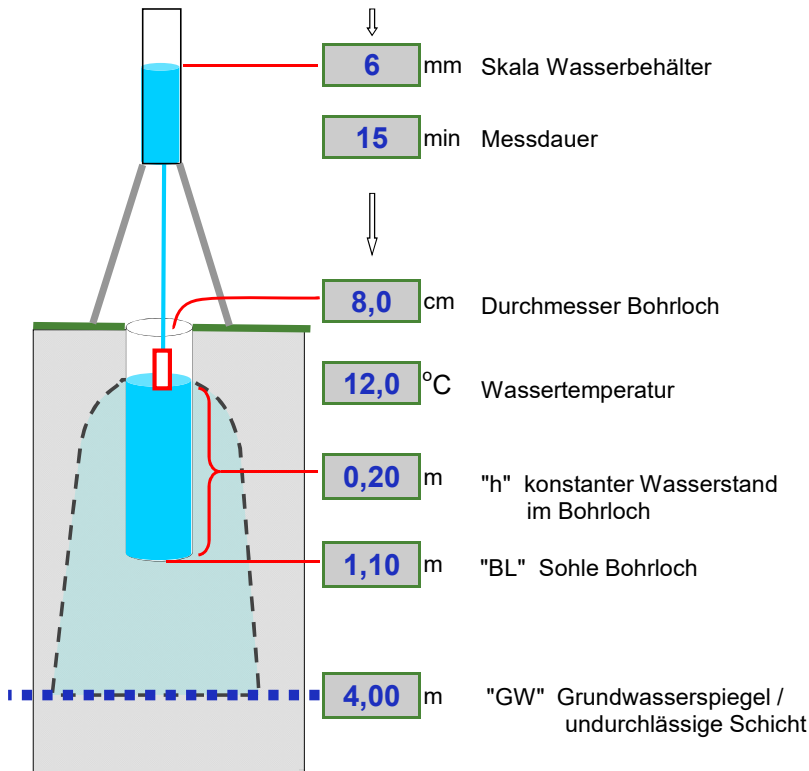 6 mm Skala Wasserbehälter
15 min Messdauer
8,0 cm Durchmesser Bohrloch
12,0 °C Wassertemperatur
0,20 m "h" konstanter Wasserstand
im Bohrloch
1,10 m "BL" Sohle Bohrloch
4,00 m "GW" Grundwasserspiegel /
undurchlässige Schicht